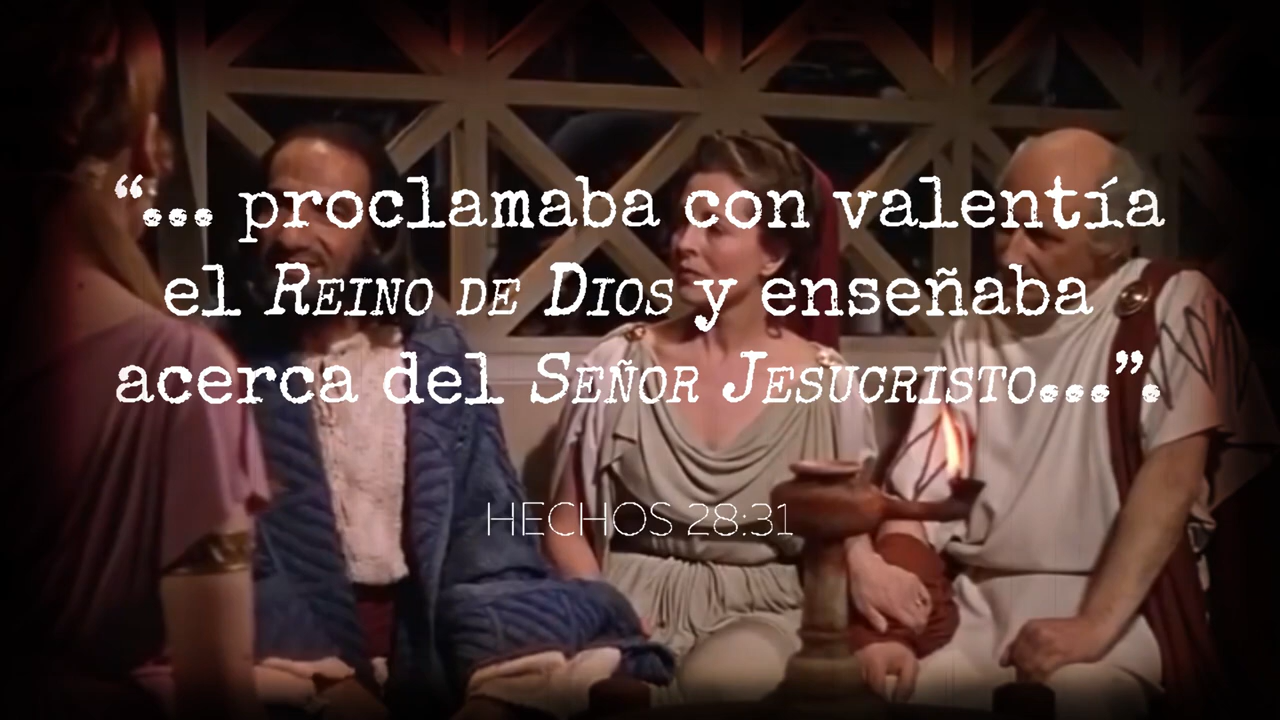 “... proclamaba con valentía
el REINO DE DIOS y enseñaba
acerca del SEÑOR JESUCRISTO...”.
HECHOS 28:31